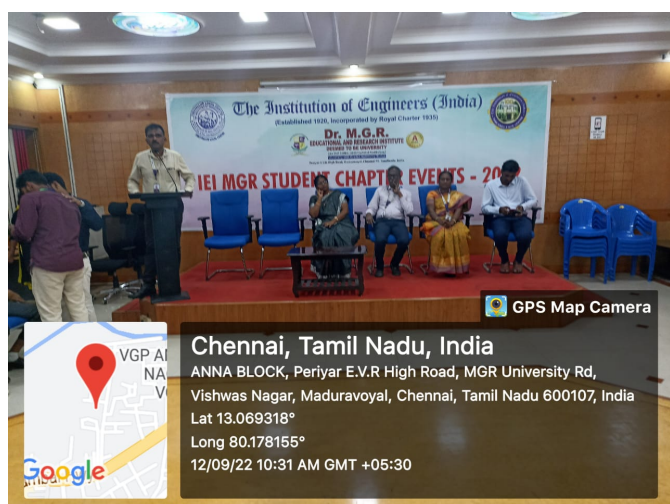 The Institution of Engineers (India)
(Established 1920, Incorporated by Royal Charter 1935)
Dr. M.G.R.
EDUCATIONAL AND RESEARCH INSTITUTE
DEEMED TO BE UNIVERSITY
IEI MGR STUDENT CHAPTER EVENTS - 20
GPS Map Camera
VGP A
NA
V
Google
Chennai, Tamil Nadu, India
ANNA BLOCK, Periyar E.V.R High Road, MGR University Rd,
Vishwas Nagar, Maduravoyal, Chennai, Tamil Nadu 600107, India
Lat 13.069318°
Long 80.178155°
12/09/22 10:31 AM GMT +05:30